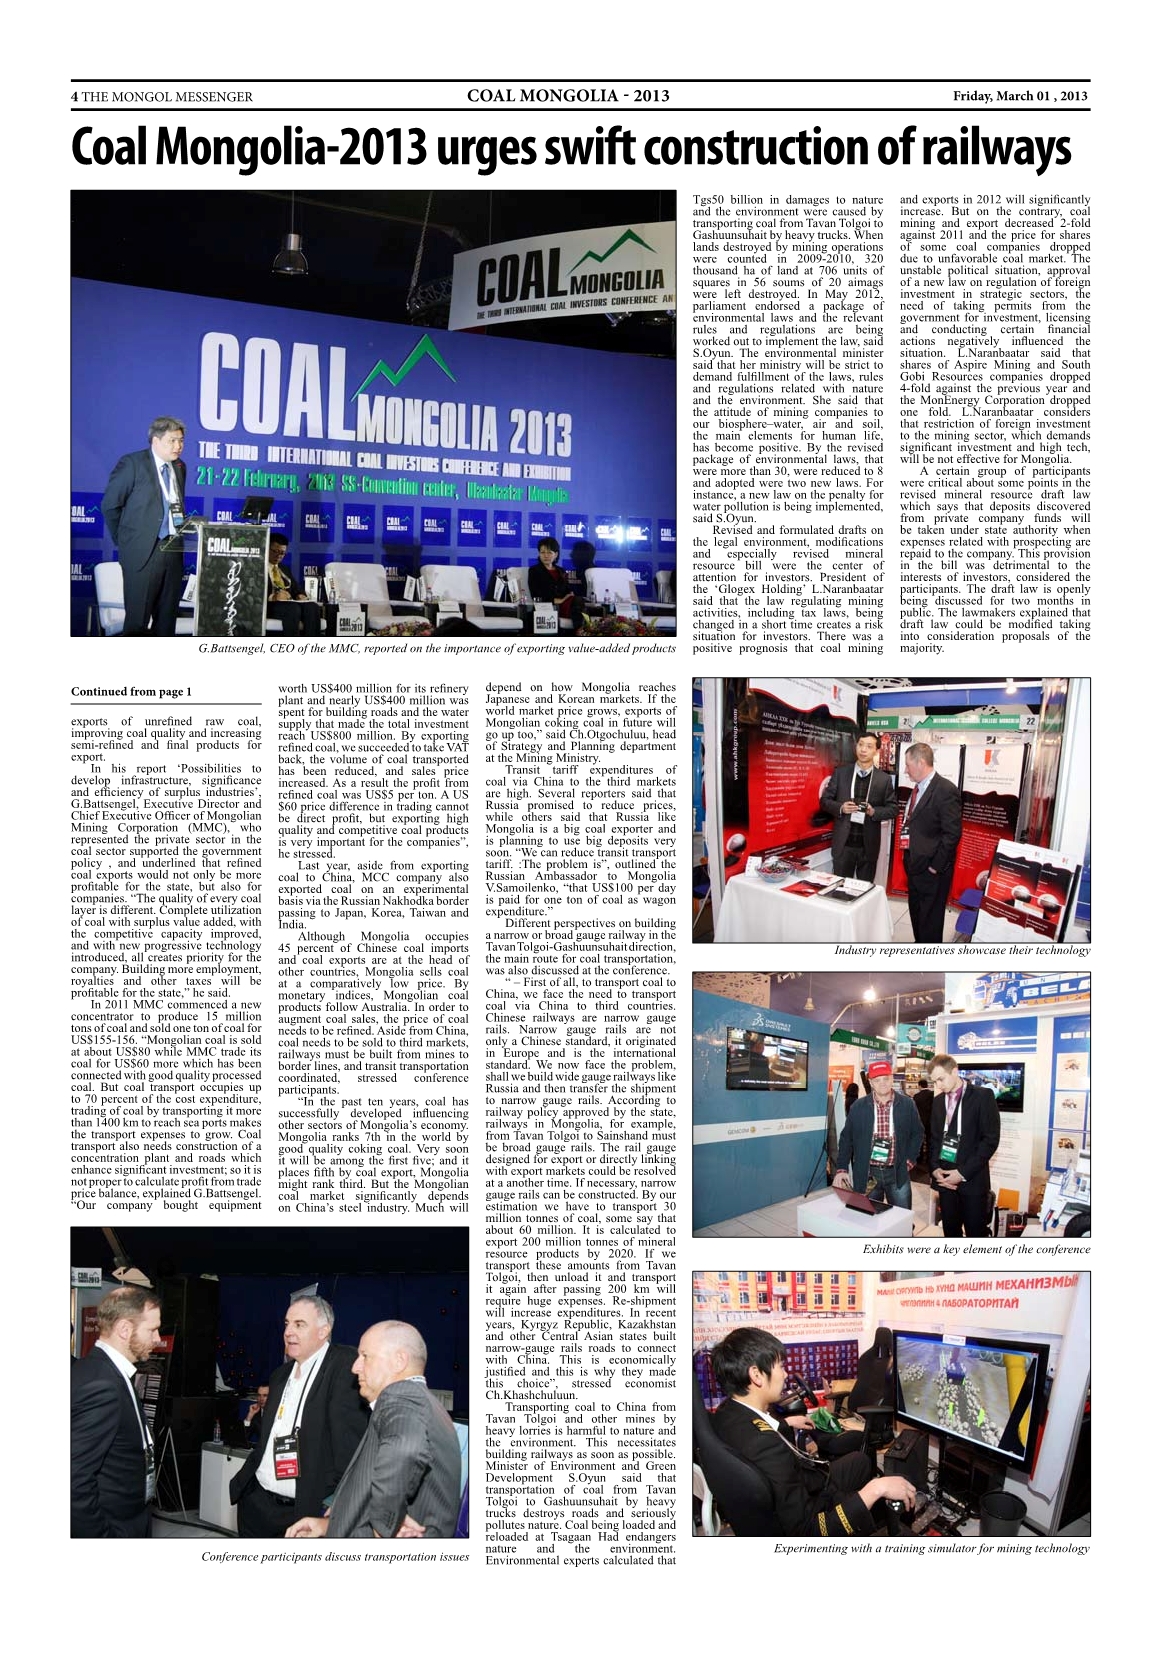 4 THE MONGOL MESSENGER
COAL MONGOLIA - 2013
Friday, March 01 , 2013
Coal Mongolia-2013 urges swift construction of railways
COAL MONGOLIA
THE THIRD INTERNATIONAL COAL INVESTORS CONFERENCE AN
COAL MONGOLIA 2013
THE THIRD INTERNATIONAL COAL INVESTORS CONFERENCE AND EXHIBITION
21-22 February, 2013 SS-Convention center, Ulaanbaatar Mongolia
G.Battsengel, CEO of the MMC, reported on the importance of exporting value-added products
Continued from page 1
exports of unrefined raw coal,
improving coal quality and increasing
semi-refined and final products for
export.
In his report ‘Possibilities to
develop infrastructure, significance
and efficiency of surplus industries’,
G.Battsengel, Executive Director and
Chief Executive Officer of Mongolian
Mining Corporation (MMC), who
represented the private sector in the
coal sector supported the government
policy , and underlined that refined
coal exports would not only be more
profitable for the state, but also for
companies. “The quality of every coal
layer is different. Complete utilization
of coal with surplus value added, with
the competitive capacity improved,
and with new progressive technology
introduced, all creates priority for the
company. Building more employment,
royalties and other taxes will be
profitable for the state,” he said.
In 2011 MMC commenced a new
concentrator to produce 15 million
tons of coal and sold one ton of coal for
US$155-156. “Mongolian coal is sold
at about US$80 while MMC trade its
coal for US$60 more which has been
connected with good quality processed
coal. But coal transport occupies up
to 70 percent of the cost expenditure,
trading of coal by transporting it more
than 1400 km to reach sea ports makes
the transport expenses to grow. Coal
transport also needs construction of a
concentration plant and roads which
enhance significant investment; so it is
not proper to calculate profit from trade
price balance, explained G.Battsengel.
“Our company bought equipment
worth US$400 million for its refinery
plant and nearly US$400 million was
spent for building roads and the water
supply that made the total investment
reach US$800 million. By exporting
refined coal, we succeeded to take VAT
back, the volume of coal transported
has been reduced, and sales price
increased. As a result the profit from
refined coal was US$5 per ton. A US
$60 price difference in trading cannot
be direct profit, but exporting high
quality and competitive coal products
is very important for the companies”,
he stressed.
Last year, aside from exporting
coal to China, MCC company also
exported coal on an experimental
basis via the Russian Nakhodka border
passing to Japan, Korea, Taiwan and
India.
Although Mongolia occupies
45 percent of Chinese coal imports
and coal exports are at the head of
other countries, Mongolia sells coal
at a comparatively low price. By
monetary indices, Mongolian coal
products follow Australia. In order to
augment coal sales, the price of coal
needs to be refined. Aside from China,
coal needs to be sold to third markets,
railways must be built from mines to
border lines, and transit transportation
coordinated, stressed conference
participants.
“In the past ten years, coal has
successfully developed influencing
other sectors of Mongolia’s economy.
Mongolia ranks 7th in the world by
good quality coking coal. Very soon
it will be among the first five; and it
places fifth by coal export, Mongolia
might rank third. But the Mongolian
coal market significantly depends
on China’s steel industry. Much will
depend on how Mongolia reaches
Japanese and Korean markets. If the
world market price grows, exports of
Mongolian coking coal in future will
go up too,” said Ch.Otgochuluu, head
of Strategy and Planning department
at the Mining Ministry.
Transit tariff expenditures of
coal via China to the third markets
are high. Several reporters said that
Russia promised to reduce prices,
while others said that Russia like
Mongolia is a big coal exporter and
is planning to use big deposits very
soon. “We can reduce transit transport
tariff. :The problem is”, outlined the
Russian Ambassador to Mongolia
V.Samoilenko, “that US$100 per day
is paid for one ton of coal as wagon
expenditure.”
Different perspectives on building
a narrow or broad gauge railway in the
Tavan Tolgoi-Gashuunsuhait direction,
the main route for coal transportation,
was also discussed at the conference.
“ – First of all, to transport coal to
China, we face the need to transport
coal via China to third countries.
Chinese railways are narrow gauge
rails. Narrow gauge rails are not
only a Chinese standard, it originated
in Europe and is the international
standard. We now face the problem,
shall we build wide gauge railways like
Russia and then transfer the shipment
to narrow gauge rails. According to
railway policy approved by the state,
railways in Mongolia, for example,
from Tavan Tolgoi to Sainshand must
be broad gauge rails. The rail gauge
designed for export or directly linking
with export markets could be resolved
at a another time. If necessary, narrow
gauge rails can be constructed. By our
estimation we have to transport 30
million tonnes of coal, some say that
about 60 million. It is calculated to
export 200 million tonnes of mineral
resource products by 2020. If we
transport these amounts from Tavan
Tolgoi, then unload it and transport
it again after passing 200 km will
require huge expenses. Re-shipment
will increase expenditures. In recent
years, Kyrgyz Republic, Kazakhstan
and other Central Asian states built
narrow-gauge rails roads to connect
with China. This is economically
justified and this is why they made
this choice”, stressed economist
Ch.Khashchuluun.
Transporting coal to China from
Tavan Tolgoi and other mines by
heavy lorries is harmful to nature and
the environment. This necessitates
building railways as soon as possible.
Minister of Environment and Green
Development S.Oyun said that
transportation of coal from Tavan
Tolgoi to Gashuunsuhait by heavy
trucks destroys roads and seriously
pollutes nature. Coal being loaded and
reloaded at Tsagaan Had endangers
nature and the environment.
Environmental experts calculated that
Tgs50 billion in damages to nature
and the environment were caused by
transporting coal from Tavan Tolgoi to
Gashuunsuhait by heavy trucks. When
lands destroyed by mining operations
were counted in 2009-2010, 320
thousand ha of land at 706 units of
squares in 56 soums of 20 aimags
were left destroyed. In May 2012,
parliament endorsed a package of
environmental laws and the relevant
rules and regulations are being
worked out to implement the law, said
S.Oyun. The environmental minister
said that her ministry will be strict to
demand fulfillment of the laws, rules
and regulations related with nature
and the environment. She said that
the attitude of mining companies to
our biosphere–water, air and soil,
the main elements for human life,
has become positive. By the revised
package of environmental laws, that
were more than 30, were reduced to 8
and adopted were two new laws. For
instance, a new law on the penalty for
water pollution is being implemented,
said S.Oyun.
Revised and formulated drafts on
the legal environment, modifications
and especially revised mineral
resource bill were the center of
attention for investors. President of
the ‘Glogex Holding’ L.Naranbaatar
said that the law regulating mining
activities, including tax laws, being
changed in a short time creates a risk
situation for investors. There was a
positive prognosis that coal mining
and exports in 2012 will significantly
increase. But on the contrary, coal
mining and export decreased 2-fold
against 2011 and the price for shares
of some coal companies dropped
due to unfavorable coal market. The
unstable political situation, approval
of a new law on regulation of foreign
investment in strategic sectors, the
need of taking permits from the
government for investment, licensing
and conducting certain financial
actions negatively influenced the
situation. L.Naranbaatar said that
shares of Aspire Mining and South
Gobi Resources companies dropped
4-fold against the previous year and
the MonEnergy Corporation dropped
one fold. L.Naranbaatar considers
that restriction of foreign investment
to the mining sector, which demands
significant investment and high tech,
will be not effective for Mongolia.
A certain group of participants
were critical about some points in the
revised mineral resource draft law
which says that deposits discovered
from private company funds will
be taken under state authority when
expenses related with prospecting are
repaid to the company. This provision
in the bill was detrimental to the
interests of investors, considered the
participants. The draft law is openly
being discussed for two months in
public. The lawmakers explained that
draft law could be modified taking
into consideration proposals of the
majority.
www.ahkgroup.com
22
Industry representatives showcase their technology
Exhibits were a key element of the conference
Conference participants discuss transportation issues
МАНАЙ СУРГУУЛЬ НЬ ХҮНД МАШИН МЕХАНИЗМЫН
ЧИГЛЭЛИЙН 4 ЛАБОРАТОРИТАЙ
Experimenting with a training simulator for mining technology